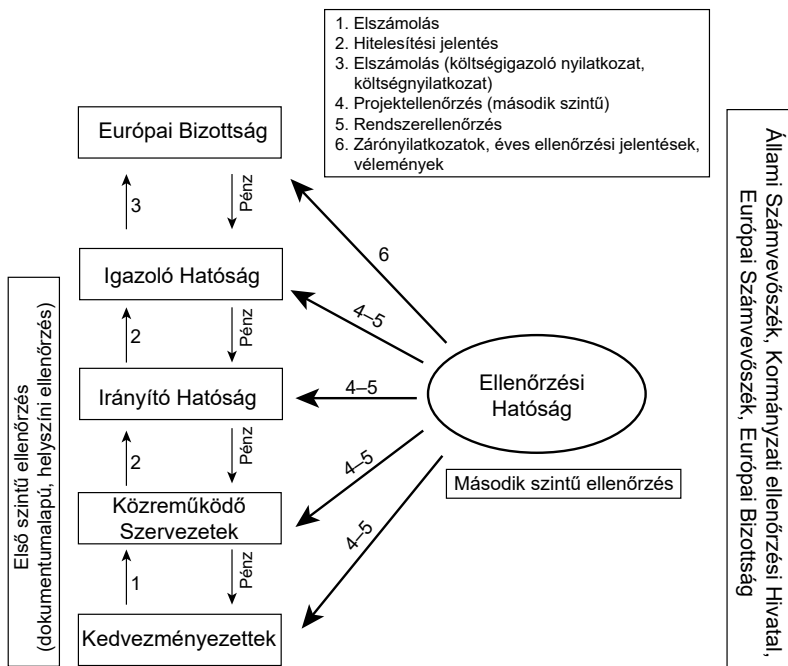 1. Elszámolás
2. Hitelesítési jelentés
3. Elszámolás (költségigazoló nyilatkozat,
költségnyilatkozat)
4. Projektellenőrzés (második szintű)
5. Rendszerellenőrzés
6. Zárónyilatkozatok, éves ellenőrzési jelentések,
vélemények
Európai Bizottság
3
Pénz
6
Igazoló Hatóság
4–5
2
Pénz
Irányító Hatóság
4–5
Ellenőrzési
Hatóság
2
Pénz
4–5
Második szintű ellenőrzés
Közreműködő
Szervezetek
4–5
1
Pénz
Kedvezményezettek
Első szintű ellenőrzés
(dokumentumalapú, helyszíni ellenőrzés)
Állami Számvevőszék, Kormányzati ellenőrzési Hivatal,
Európai Számvevőszék, Európai Bizottság